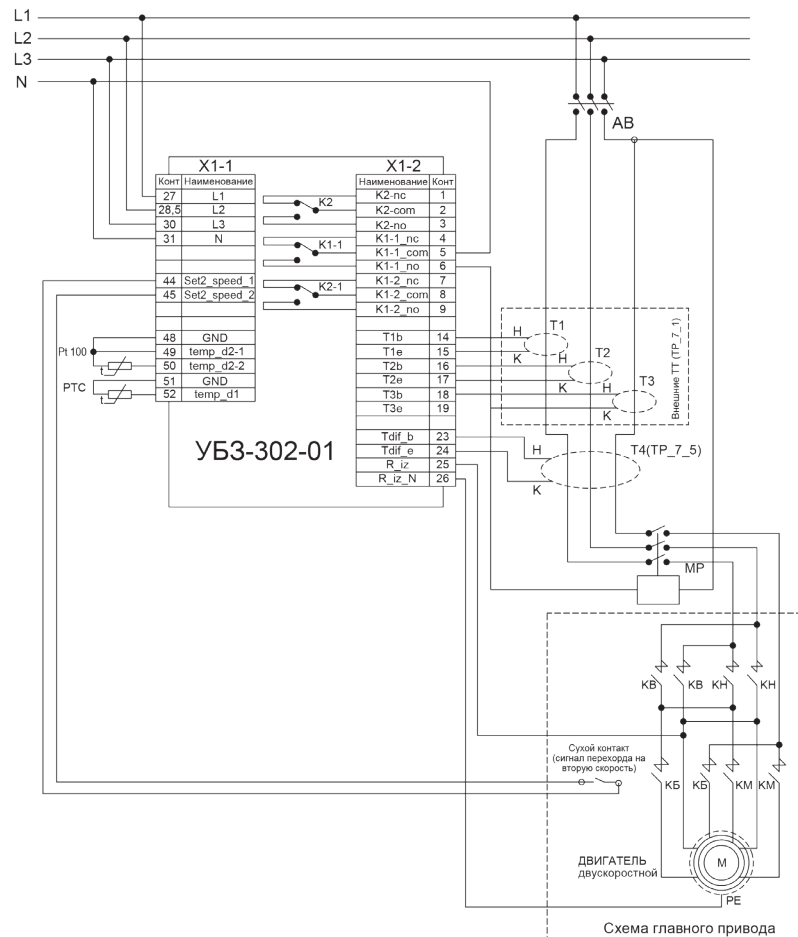 L1
L2
L3
N
АВ
X1-1
X1-2
Конт Наименование
Наименование Конт
27 L1
28,5 L2
30 L3
31 N
44 Set2_speed_1
45 Set2_speed_2
48 GND
49 temp_d2-1
50 temp_d2-2
51 GND
52 temp_d1
Pt 100
t
PTC
t
K2
K1-1
K2-1
K2-nc 1
K2-com 2
K2-no 3
K1-1_nc 4
K1-1_com 5
K1-1_no 6
K1-2_nc 7
K1-2_com 8
K1-2_no 9
T1b 14
T1e 15
T2b 16
T2e 17
T3b 18
T3e 19
Tdif_b 23
Tdif_e 24
R_iz 25
R_iz_N 26
УБЗ-302-01
Н T1
К Н T2
К Н T3
К
Внешние ТТ (ТР_7_1)
Н
T4(TP_7_5)
К
МР
КВ КВ КН КН
Сухой контакт
(сигнал перехорда на
вторую скорость)
КБ КБ КМ КМ
ДВИГАТЕЛЬ
двускоростной
М
PE
Схема главного привода